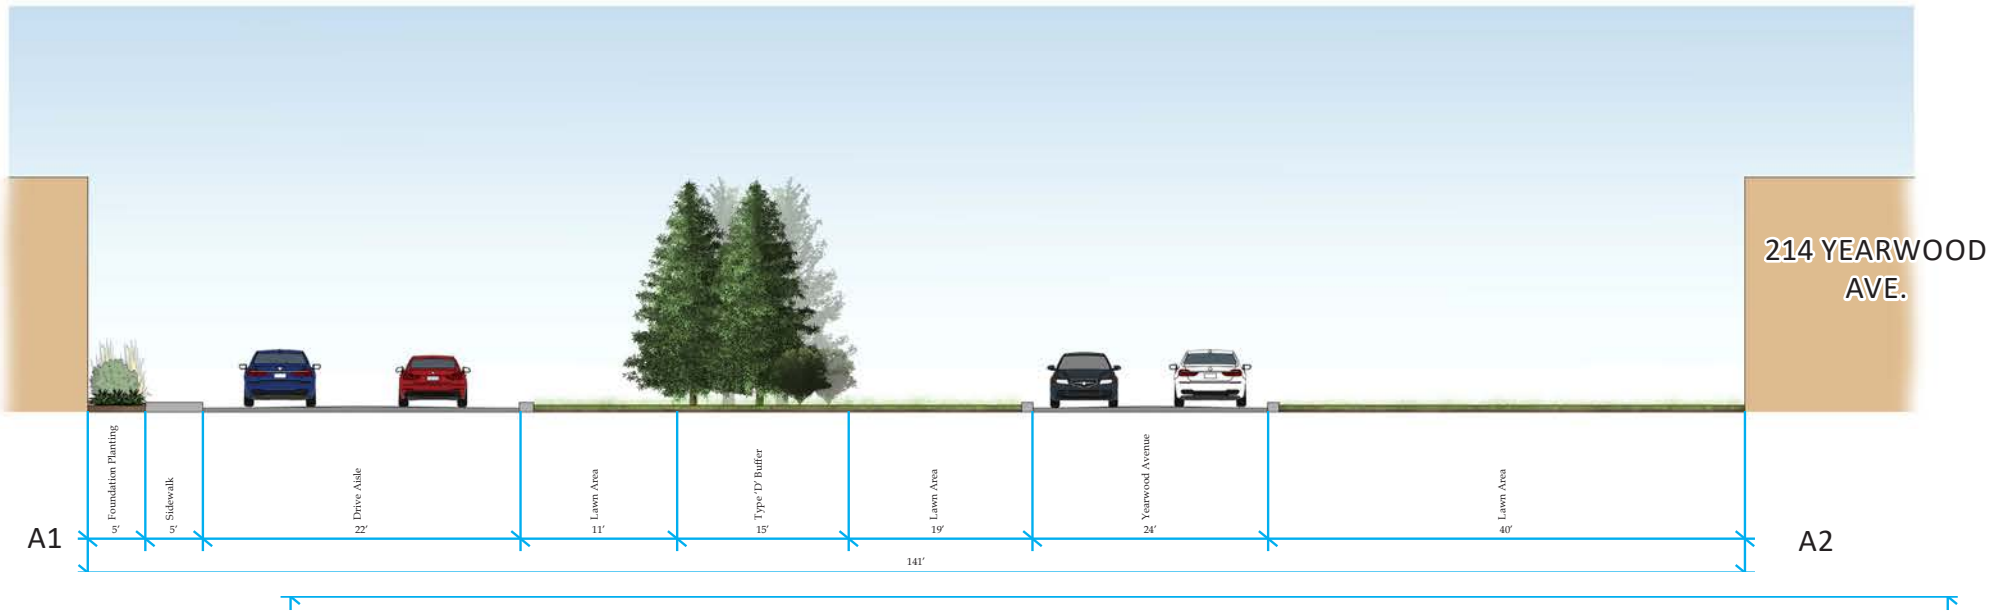 214 YEARWOOD
AVE.
Foundation Planting
5'
Sidewalk
5'
Drive Aisle
22'
Lawn Area
11'
Type 'D' Buffer
15'
Lawn Area
19'
Yearwood Avenue
24'
Lawn Area
40'
A1
A2
141'